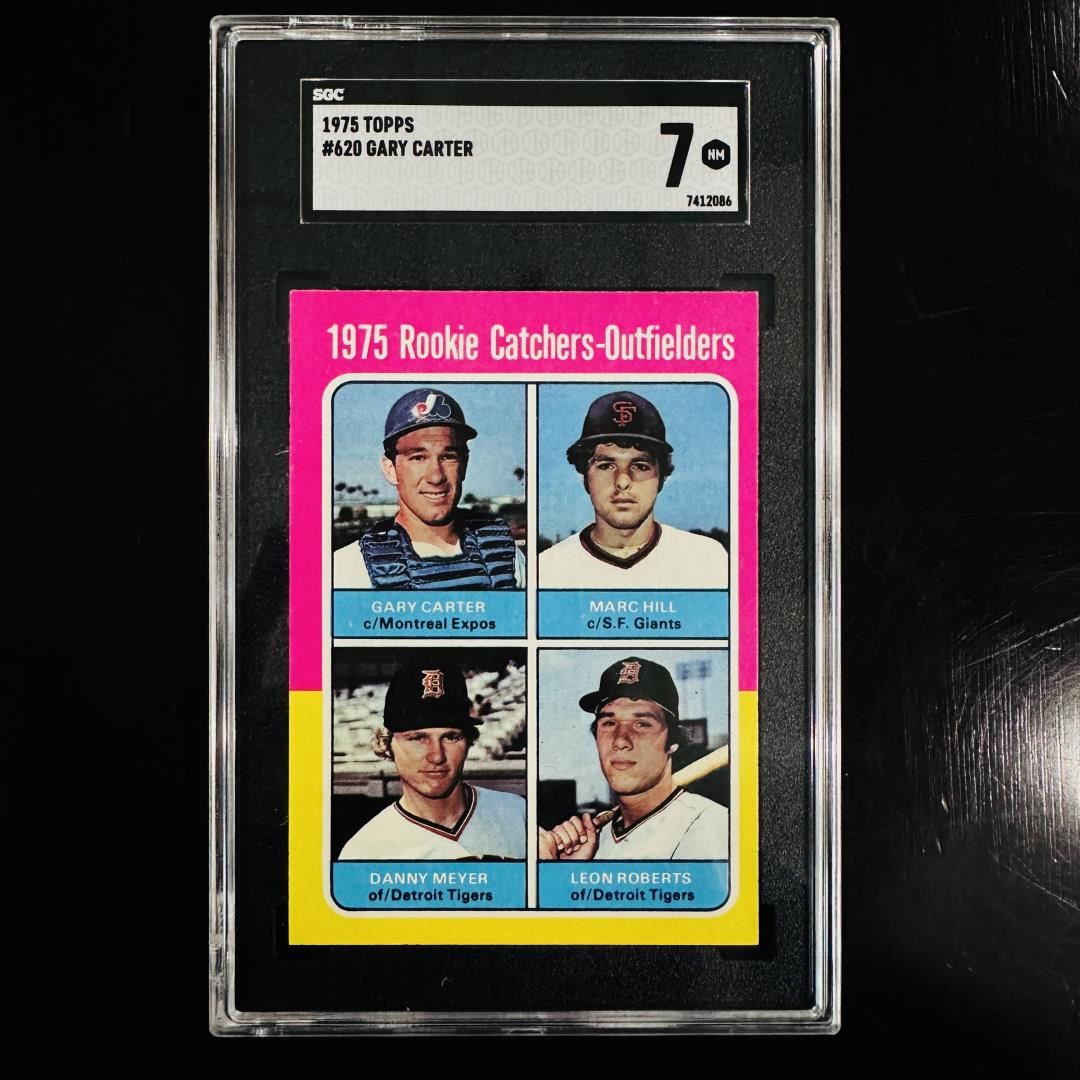 SGC
1975 TOPPS
#620 GARY CARTER
7 NM
7412086
1975 Rookie Catchers-Outfielders
GARY CARTER
c/Montreal Expos
MARC HILL
c/S.F. Giants
DANNY MEYER
of/Detroit Tigers
LEON ROBERTS
of/Detroit Tigers